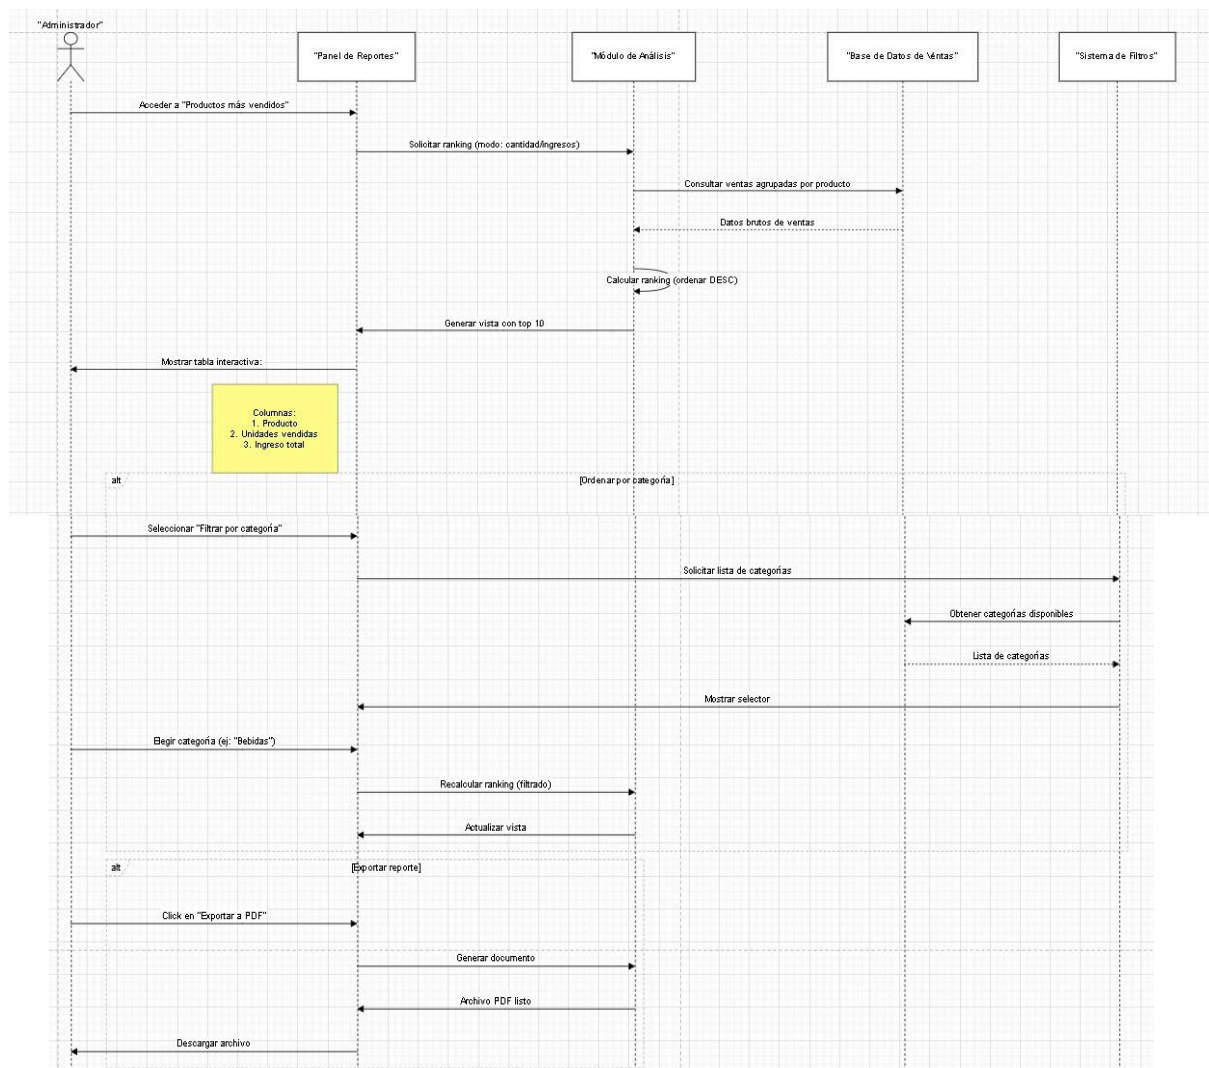 "Administrador"
"Panel de Reportes"
"Módulo de Análisis"
"Base de Datos de Ventas"
"Sistema de Filtros"
Acceder a "Productos más vendidos"
Solicitar ranking (modo: cantidad/ingresos)
Consultar ventas agrupadas por producto
Datos brutos de ventas
Calcular ranking (ordenar DESC)
Generar vista con top 10
Mostrar tabla interactiva:
Columnas:
1. Producto
2. Unidades vendidas
3. Ingreso total
alt
[Ordenar por categoría]
Seleccionar "Filtrar por categoría"
Solicitar lista de categorías
Obtener categorías disponibles
Lista de categorías
Mostrar selector
Elegir categoría (ej: "Bebidas")
Recalcular ranking (filtrado)
Actualizar vista
alt
[Exportar reporte]
Click en "Exportar a PDF"
Generar documento
Archivo PDF listo
Descargar archivo